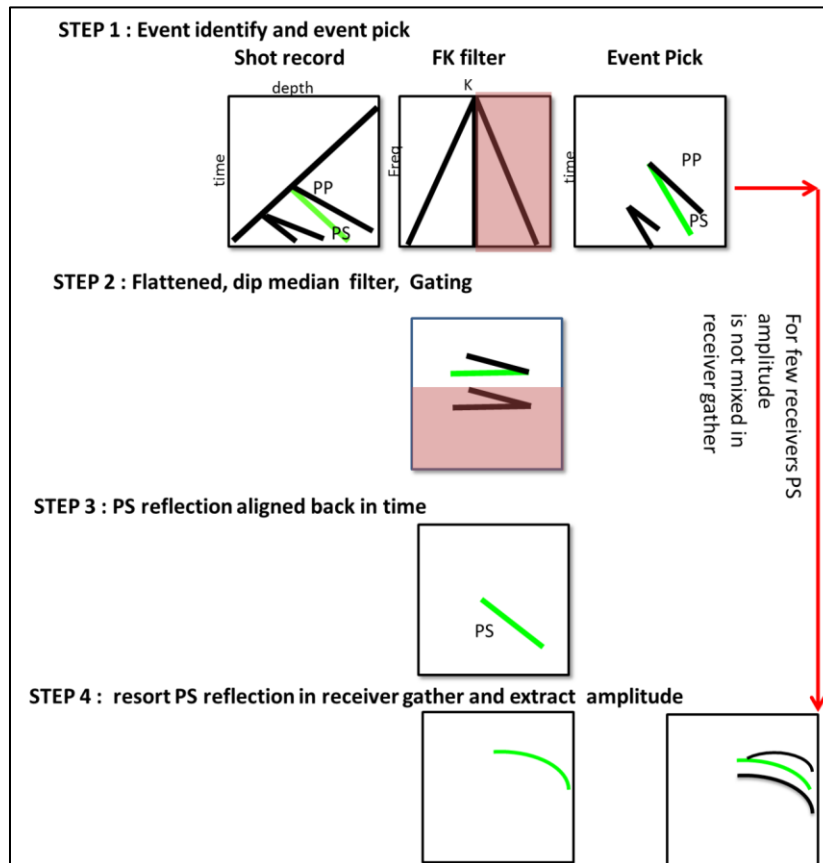 STEP 1 : Event identify and event pick
Shot record
FK filter
Event Pick
depth
K
time
Freq
time
PP
PS
PP
PS
STEP 2 : Flattened, dip median filter, Gating
For few receivers PS
amplitude
is not mixed in
receiver gather
STEP 3 : PS reflection aligned back in time
PS
STEP 4 : resort PS reflection in receiver gather and extract amplitude